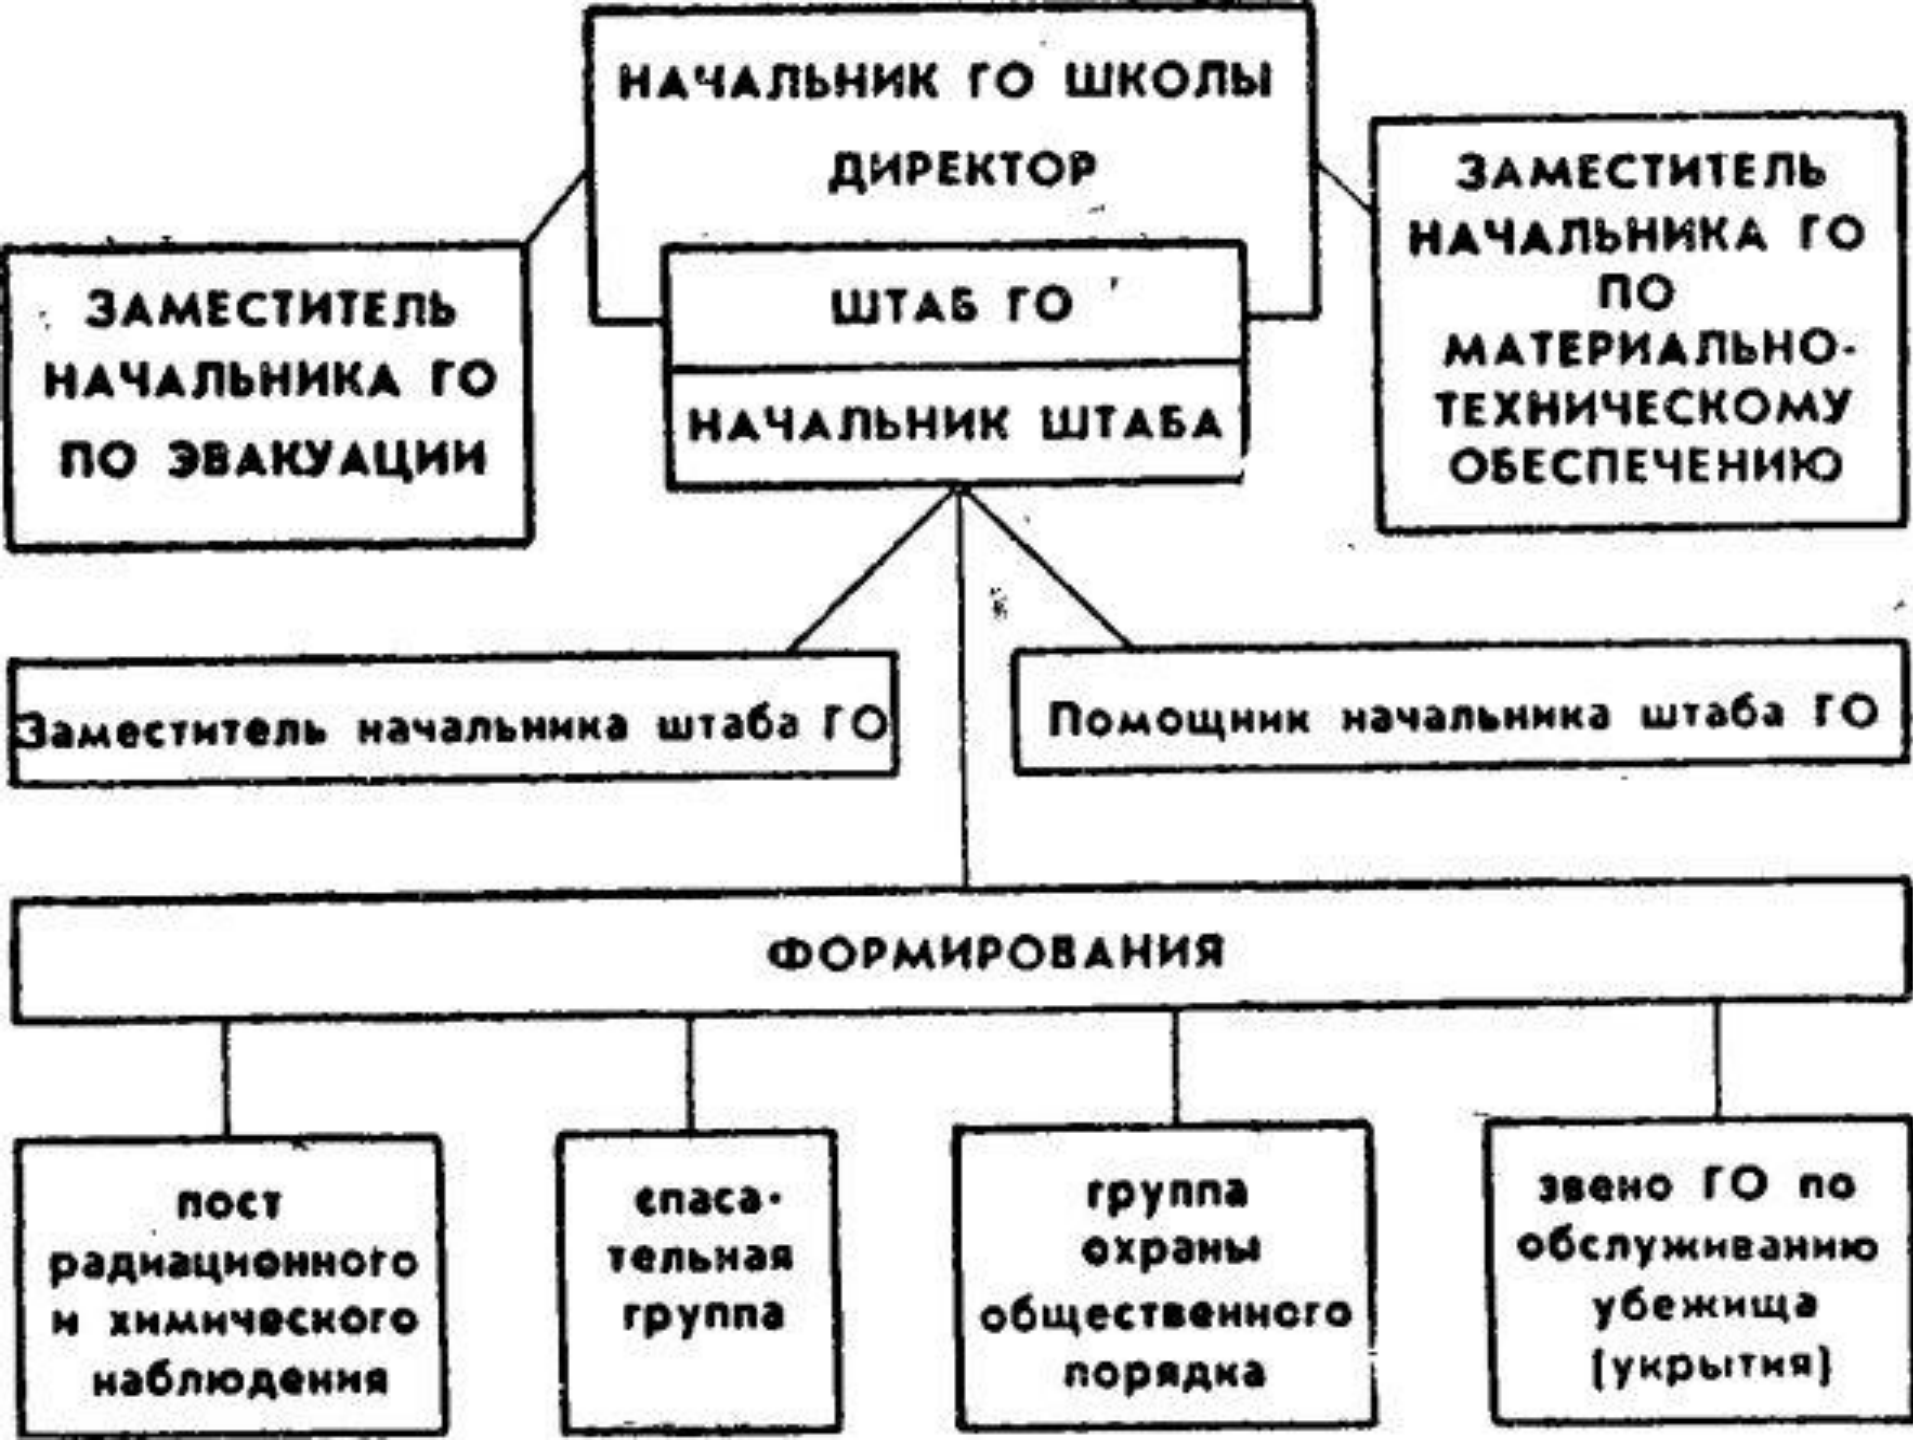 НАЧАЛЬНИК ГО ШКОЛЫ
ДИРЕКТОР
ШТАБ ГО
НАЧАЛЬНИК ШТАБА
ЗАМЕСТИТЕЛЬ
НАЧАЛЬНИКА ГО
ПО ЭВАКУАЦИИ
ЗАМЕСТИТЕЛЬ
НАЧАЛЬНИКА ГО
ПО
МАТЕРИАЛЬНО-
ТЕХНИЧЕСКОМУ
ОБЕСПЕЧЕНИЮ
Заместитель начальника штаба ГО
Помощник начальника штаба ГО
ФОРМИРОВАНИЯ
пост
радиационного
и химического
наблюдения
спаса-
тельная
группа
группа
охраны
общественного
порядка
звено ГО по
обслуживанию
убежища
(укрытия)